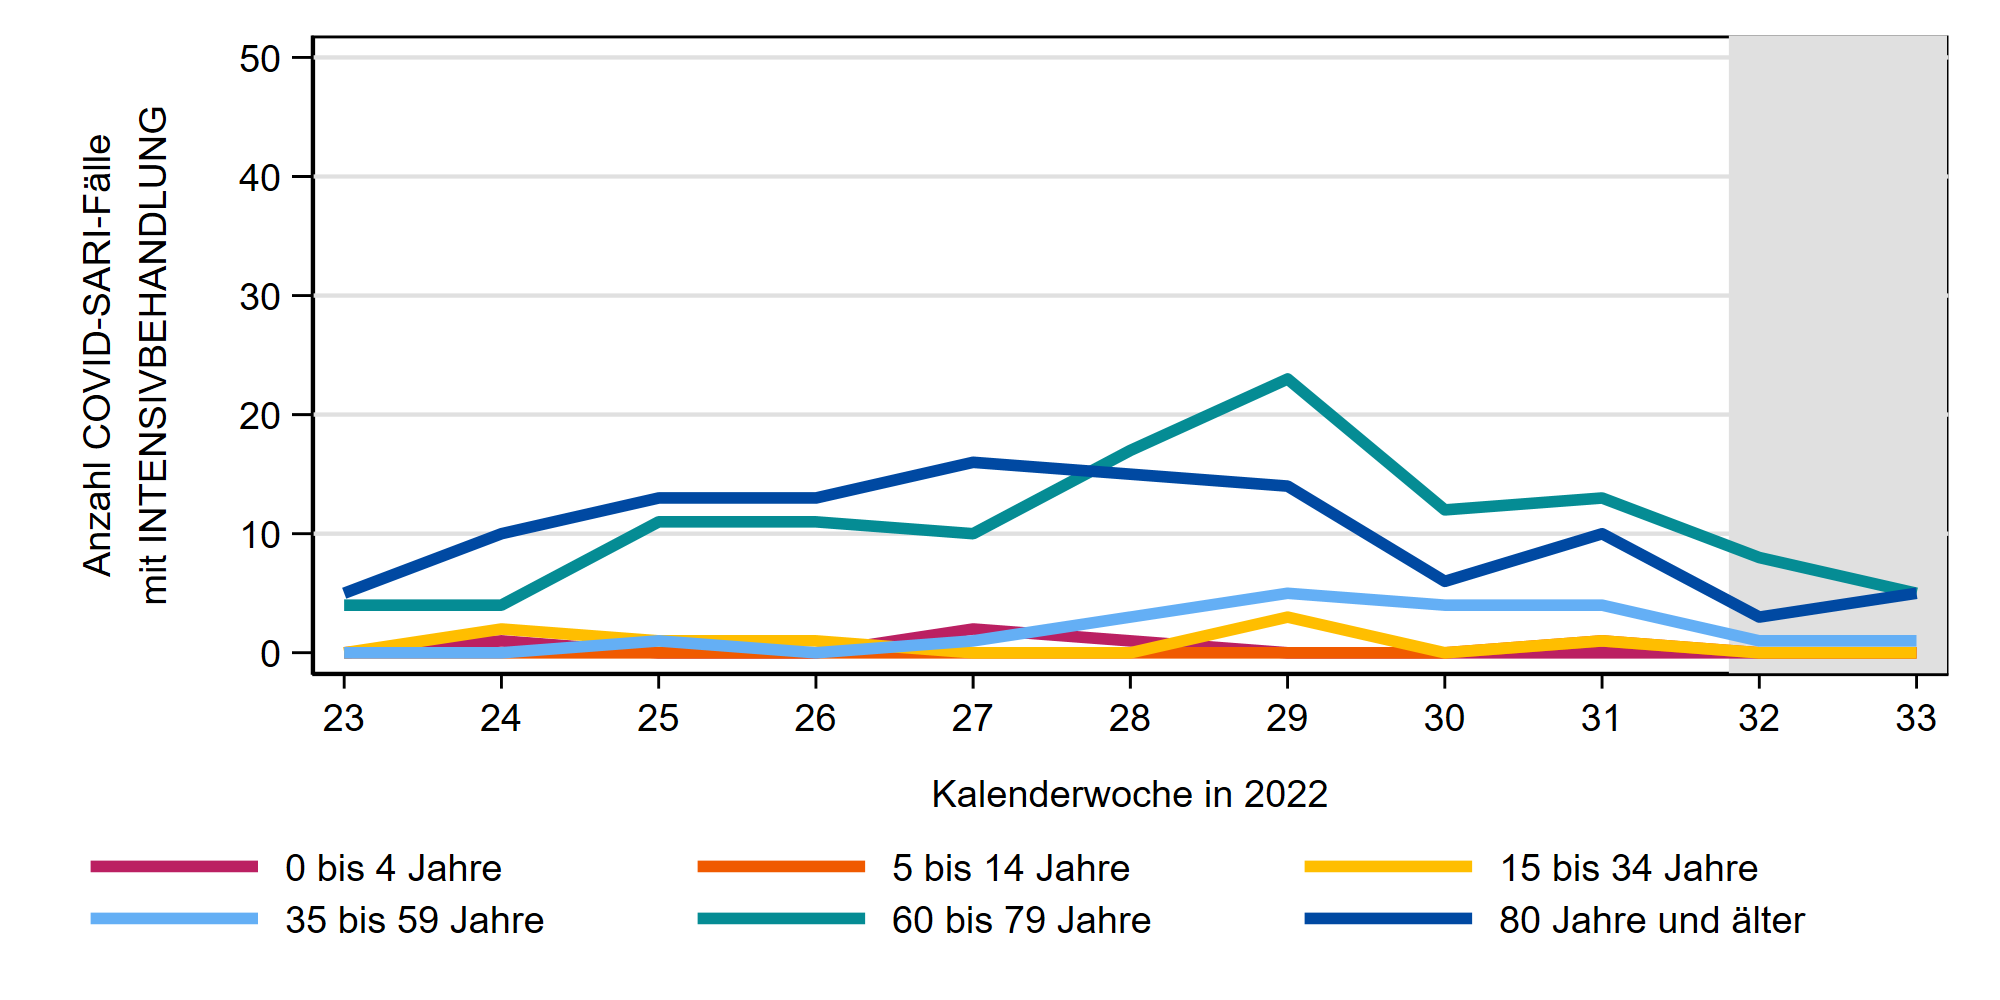 Anzahl COVID-SARI-Fälle
mit INTENSIVBEHANDLUNG
50
40
30
20
10
0
23 24 25 26 27 28 29 30 31 32 33
Kalenderwoche in 2022
0 bis 4 Jahre 5 bis 14 Jahre 15 bis 34 Jahre
35 bis 59 Jahre 60 bis 79 Jahre 80 Jahre und älter